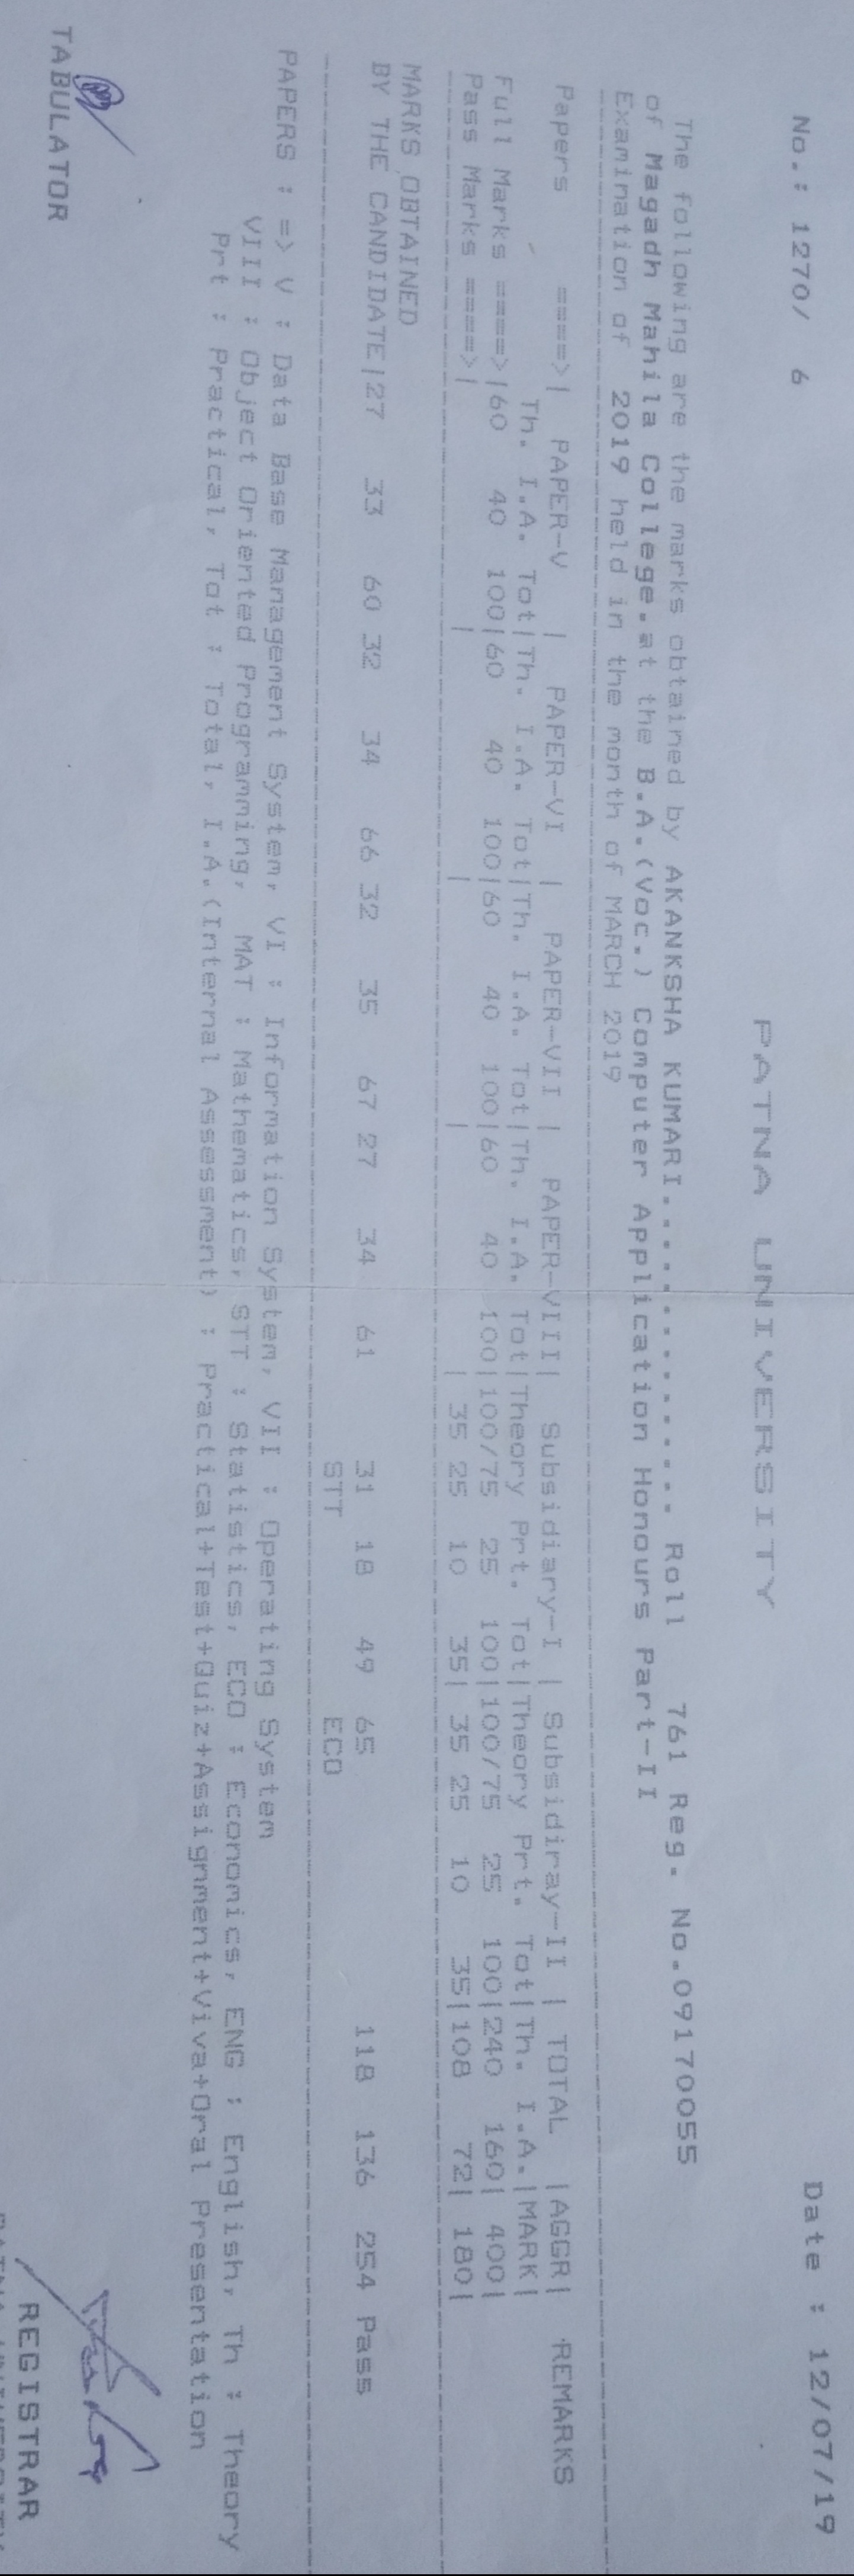 No.: 1270/ 6 Date : 12/07/19
PATNA UNIVERSITY
The following are the marks obtained by AKANKSHA KUMARI............... Roll 761 Reg. No.09170055
of Magadh Mahila College.at the B.A.(Voc.) Computer Application Honours Part-II
Examination of 2019 held in the month of MARCH 2019
Papers ====>| PAPER-V | PAPER-VI | PAPER-VII | PAPER-VIII| Subsidiary-I | Subsidiray-II | TOTAL |AGGR| REMARKS
Th. I.A. Tot|Th. I.A. Tot|Th. I.A. Tot|Th. I.A. Tot|Theory Prt. Tot|Theory Prt. Tot|Th. I.A.|MARK|
Full Marks ====>|60 40 100|60 40 100|60 40 100|60 40 100|100/75 25 100|100/75 25 100|240 160| 400|
Pass Marks ====>| | | | | 35 25 10 35| 35 25 10 35|108 72| 180|
MARKS OBTAINED
BY THE CANDIDATE|27 33 60 32 34 66 32 35 67 27 34 61 31 18 49 65 118 136 254 Pass
STT ECO
PAPERS : => V : Data Base Management System, VI : Information System, VII : Operating System
VIII : Object Oriented Programming, MAT : Mathematics, STT : Statistics, ECO : Economics, ENG : English, Th : Theory
Prt : Practical, Tot : Total, I.A.(Internal Assessment) : Practical+Test+Quiz+Assignment+Viva+Oral Presentation
TABULATOR REGISTRAR